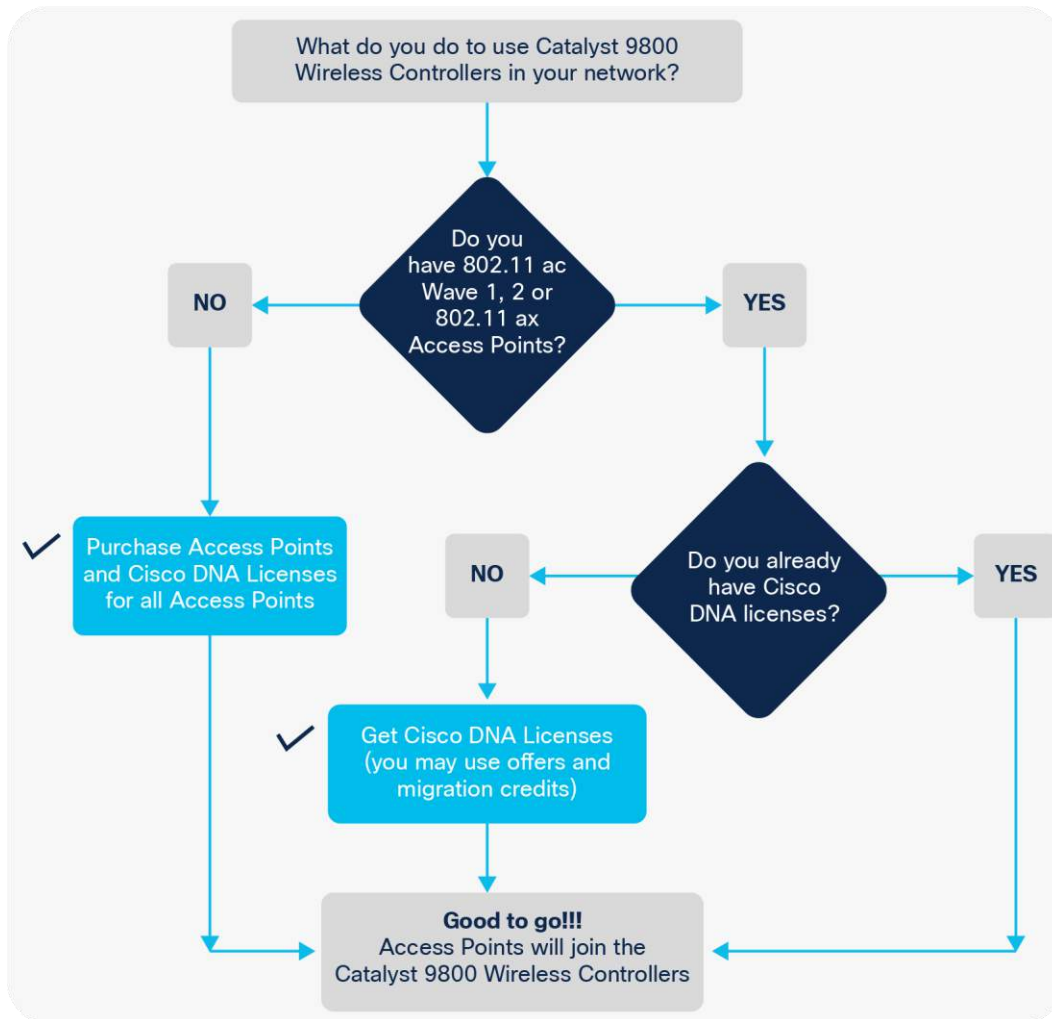 What do you do to use Catalyst 9800
Wireless Controllers in your network?
Do you
have 802.11 ac
Wave 1, 2 or
802.11 ax
Access Points?
NO
YES
Purchase Access Points
and Cisco DNA Licenses
for all Access Points
NO
Do you already
have Cisco
DNA licenses?
YES
Get Cisco DNA Licenses
(you may use offers and
migration credits)
Good to go!!!
Access Points will join the
Catalyst 9800 Wireless Controllers